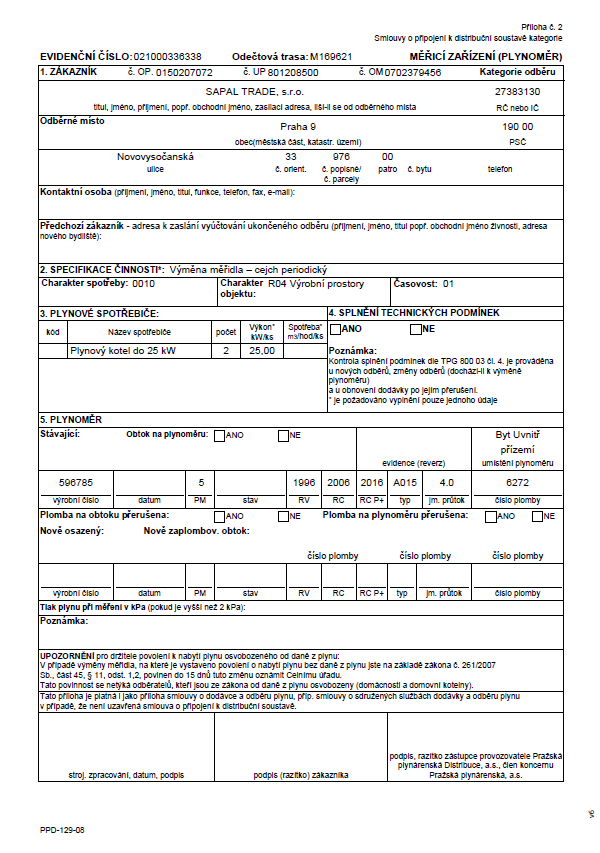 Příloha č. 2
Smlouvy o připojení k distribuční soustavě kategorie
EVIDENČNÍ ČÍSLO:021000336338 Odečtová trasa:M169621 MĚŘICÍ ZAŘÍZENÍ (PLYNOMĚR)
1. ZÁKAZNÍK č. OP. 0150207072 č. ÚP 801208500 č. OM 0702379456 Kategorie odběru
SAPAL TRADE, s.r.o. 27383130
titul, jméno, příjmení, popř. obchodní jméno, zasílací adresa, liší-li se od odběrného místa RČ nebo IČ
Odběrné místo
Praha 9 190 00
obec(městská část, katastr. území) PSČ
Novovysočanská 33 976 00
ulice č. orient. č. popisné/ patro č. bytu telefon
č. parcely
Kontaktní osoba (příjmení, jméno, titul, funkce, telefon, fax, e-mail):
Předchozí zákazník - adresa k zaslání vyúčtování ukončeného odběru (příjmení, jméno, titul popř. obchodní jméno živnosti, adresa
nového bydliště):
2. SPECIFIKACE ČINNOSTI*: Výměna měřidla – cejch periodický
Charakter spotřeby: 0010 Charakter R04 Výrobní prostory Časovost: 01
objektu:
3. PLYNOVÉ SPOTŘEBIČE: 4. SPLNĚNÍ TECHNICKÝCH PODMÍNEK
kód Název spotřebiče počet Výkon* kW/ks Spotřeba* m3/hod/ks
ANO NE
Plynový kotel do 25 kW 2 25,00
Poznámka:
Kontrola splnění podmínek dle TPG 800 03 čl. 4. je prováděna
u nových odběrů, změny odběrů (dochází-li k výměně
plynoměru)
a u obnovení dodávky po jejím přerušení.
* je požadováno vyplnění pouze jednoho údaje
5. PLYNOMĚR
Stávající: Obtok na plynoměru: ANO NE Byt Uvnitř
přízemí
evidence (reverz) umístění plynoměru
596785 5 1996 2006 2016 A015 4.0 6272
výrobní číslo datum PM stav RV RC RC P+ typ jm. průtok číslo plomby
Plomba na obtoku přerušena: ANO NE Plomba na plynoměru přerušena: ANO NE
Nově osazený: Nově zaplombov. obtok:
číslo plomby číslo plomby číslo plomby
výrobní číslo datum PM stav RV RC RC P+ typ jm. průtok číslo plomby
Tlak plynu při měření v kPa (pokud je vyšší než 2 kPa):
Poznámka:
UPOZORNĚNÍ pro držitele povolení k nabytí plynu osvobozeného od daně z plynu:
V případě výměny měřidla, na které je vystaveno povolení o nabytí plynu bez daně z plynu jste na základě zákona č. 261/2007
Sb., část 45, § 11, odst. 1,2, povinen do 15 dnů tuto změnu oznámit Celnímu úřadu.
Tato povinnost se netýká odběratelů, kteří jsou ze zákona od daně z plynu osvobozeny (domácnosti a domovní kotelny).
Tato příloha je platná i jako příloha smlouvy o dodávce a odběru plynu, příp. smlouvy o sdružených službách dodávky a odběru plynu
v případě, že není uzavřená smlouva o připojení k distribuční soustavě.
stroj. zpracování, datum, podpis
podpis (razítko) zákazníka
podpis, razítko zástupce provozovatele Pražská
plynárenská Distribuce, a.s., člen koncernu
Pražská plynárenská, a.s.
v6
PPD-129-08